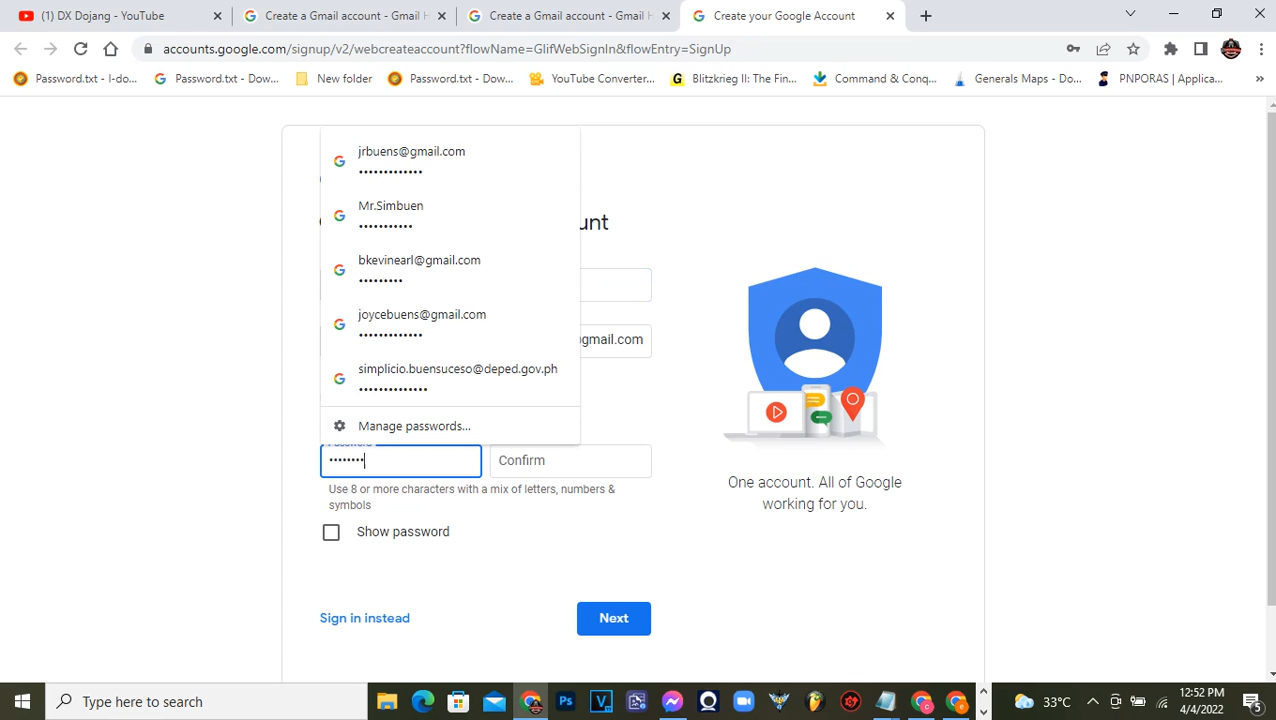 (1) DX Dojang - YouTube
Create a Gmail account - Gmail H
Create a Gmail account - Gmail H
Create your Google Account
accounts.google.com/signup/v2/webcreateaccount?flowName=GlifWebSignIn&flowEntry=SignUp
Password.txt - I-do...
Password.txt - Dow...
New folder
Password.txt - Dow...
YouTube Converter...
Blitzkrieg II: The Fin...
Command & Conq...
Generals Maps - Do...
PNPORAS | Applica...
»
jrbuens@gmail.com
•••••••••••••
Mr.Simbuen
•••••••••••
bkevinearl@gmail.com
•••••••••
joycebuens@gmail.com
•••••••••••••
simplicio.buensuceso@deped.gov.ph
••••••••••••••
Manage passwords...
unt
@gmail.com
Password
••••••••
Confirm
Use 8 or more characters with a mix of letters, numbers &
symbols
Show password
Sign in instead
Next
One account. All of Google
working for you.
Type here to search
Ps
V
33°C
12:52 PM
4/4/2022
5